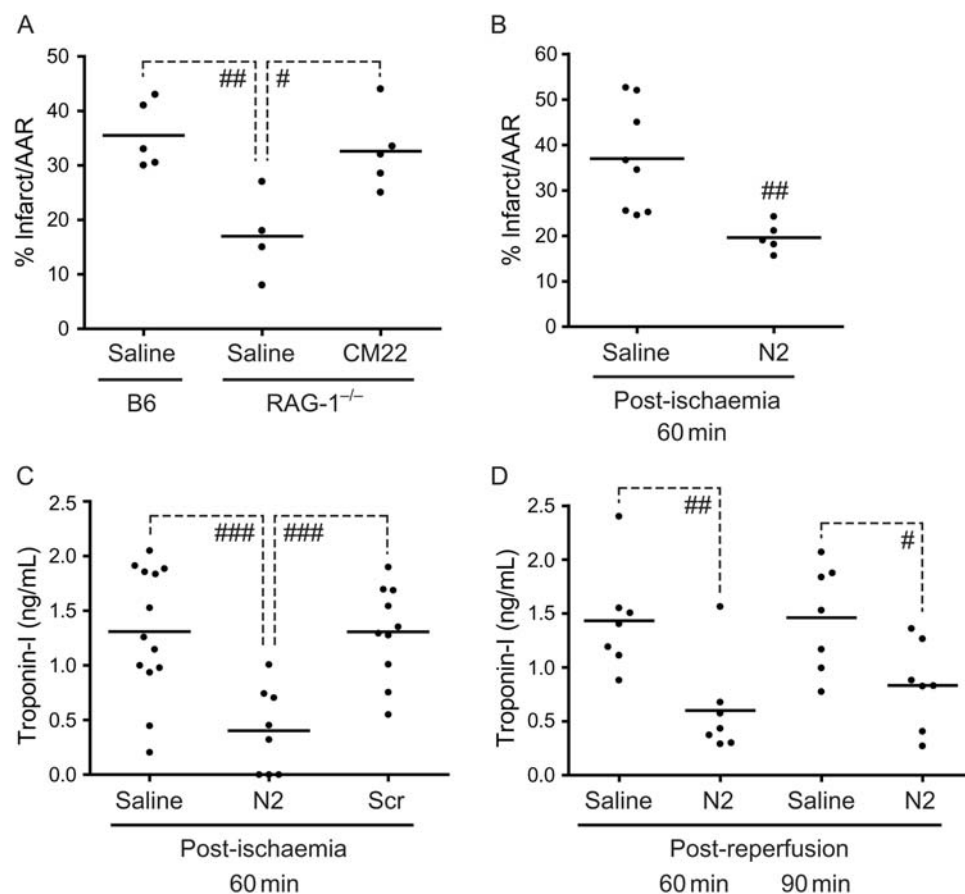 A
% Infarct/AAR
50
40
30
20
10
0
## #
Saline Saline CM22
B6 RAG-1⁻/⁻
B
% Infarct/AAR
60
50
40
30
20
10
0
##
Saline N2
Post-ischaemia
60 min
C
Troponin-I (ng/mL)
2.5
2.0
1.5
1.0
0.5
0.0
### ###
Saline N2 Scr
Post-ischaemia
60 min
D
Troponin-I (ng/mL)
2.5
2.0
1.5
1.0
0.5
0.0
##
#
Saline N2 Saline N2
Post-reperfusion
60 min 90 min